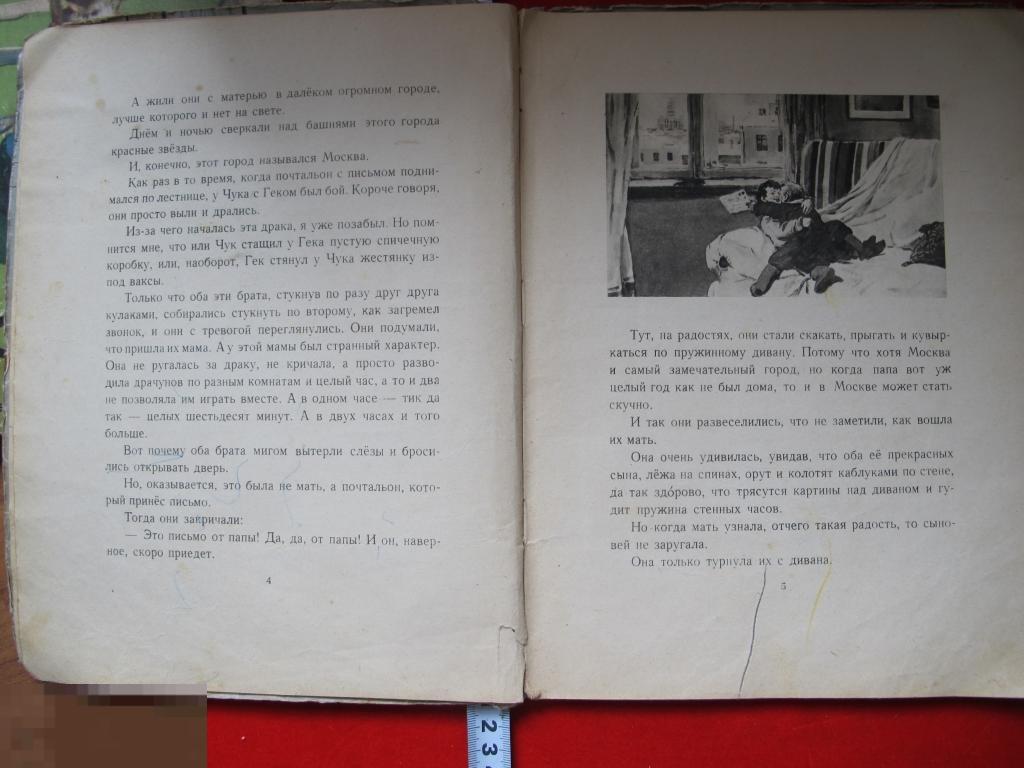 А жили они с матерью в далёком огромном городе,
лучше которого и нет на свете.
Днём и ночью сверкали над башнями этого города
красные звёзды.
И, конечно, этот город назывался Москва.
Как раз в то время, когда почтальон с письмом подни-
мался по лестнице, у Чука с Геком был бой. Короче говоря,
они просто выли и дрались.
Из-за чего началась эта драка, я уже позабыл. Но пом-
нится мне, что или Чук стащил у Гека пустую спичечную
коробку, или, наоборот, Гек стянул у Чука жестянку из-
под ваксы.
Только что оба эти брата, стукнув по разу друг друга
кулаками, собирались стукнуть по второму, как загремел
звонок, и они с тревогой переглянулись. Они подумали,
что пришла их мама. А у этой мамы был странный характер.
Она не ругалась за драку, не кричала, а просто разво-
дила драчунов по разным комнатам и целый час, а то и два
не позволяла им играть вместе. А в одном часе — тик да
так — целых шестьдесят минут. А в двух часах и того
больше.
Вот почему оба брата мигом вытерли слёзы и броси-
лись открывать дверь.
Но, оказывается, это была не мать, а почтальон, кото-
рый принёс письмо.
Тогда они закричали:
— Это письмо от папы! Да, да, от папы! И он, навер-
ное, скоро приедет.
4
Тут, на радостях, они стали скакать, прыгать и кувыр-
каться по пружинному дивану. Потому что хотя Москва
и самый замечательный город, но когда папа вот уж
целый год как не был дома, то и в Москве может стать
скучно.
И так они развеселились, что не заметили, как вошла
их мать.
Она очень удивилась, увидав, что оба её прекрасных
сына, лёжа на спинах, орут и колотят каблуками по стене,
да так здо́рово, что трясутся картины над диваном и гу-
дит пружина стенных часов.
Но когда мать узнала, отчего такая радость, то сыно-
вей не заругала.
Она только турнула их с дивана.
5
2 3